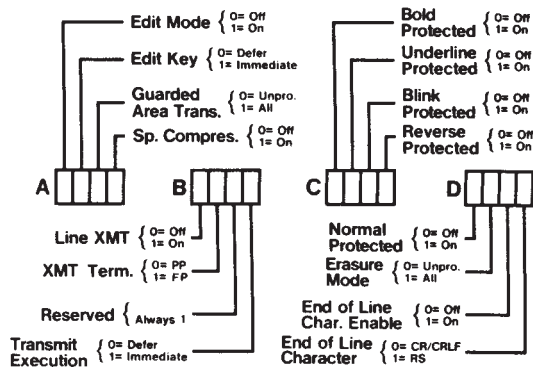 Edit Mode { 0= Off
1= On
Edit Key { 0= Defer
1= Immediate
Guarded
Area Trans. { 0= Unpro.
1= All
Sp. Compres. { 0= Off
1= On
A
B
Line XMT { 0= Off
1= On
XMT Term. { 0= PP
1= FP
Reserved { Always 1
Transmit
Execution { 0= Defer
1= Immediate
Bold
Protected { 0= Off
1= On
Underline
Protected { 0= Off
1= On
Blink
Protected { 0= Off
1= On
Reverse
Protected { 0= Off
1= On
C
D
Normal
Protected { 0= Off
1= On
Erasure
Mode { 0= Unpro.
1= All
End of Line
Char. Enable { 0= Off
1= On
End of Line
Character { 0= CR/CRLF
1= RS